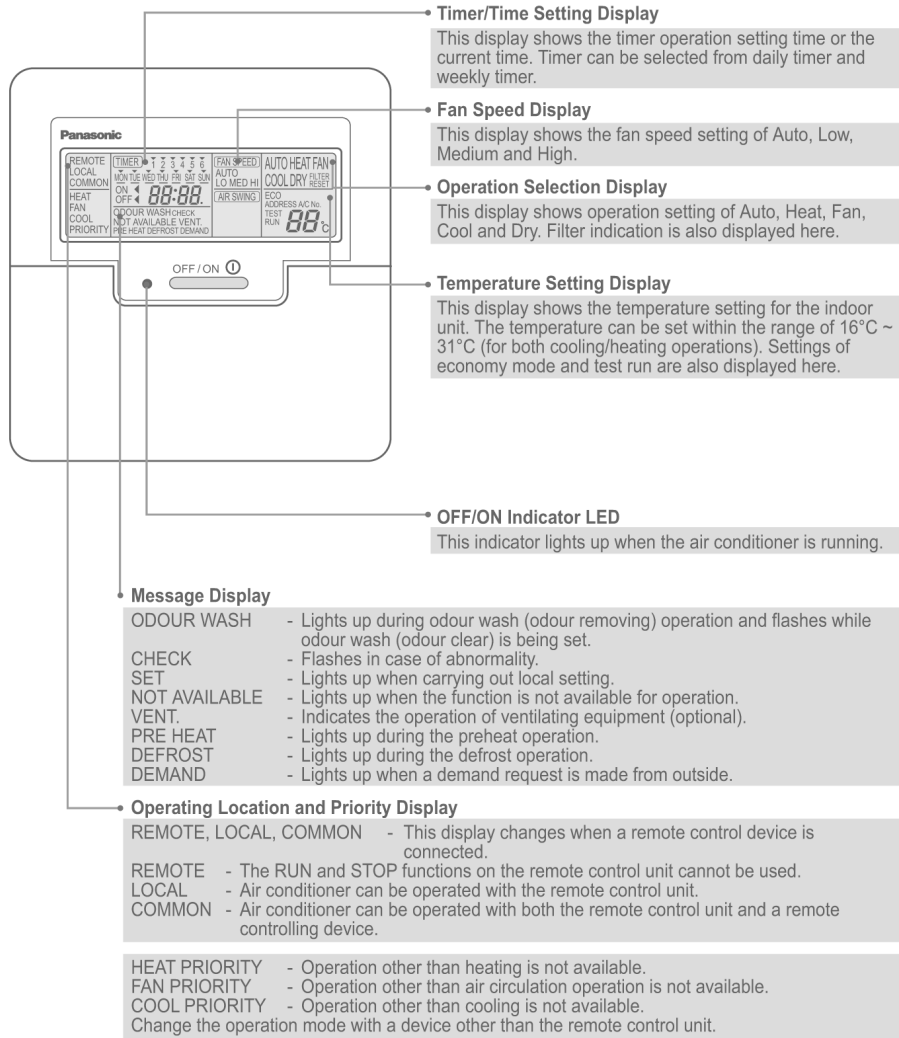 Timer/Time Setting Display
This display shows the timer operation setting time or the
current time. Timer can be selected from daily timer and
weekly timer.
Fan Speed Display
This display shows the fan speed setting of Auto, Low,
Medium and High.
Operation Selection Display
This display shows operation setting of Auto, Heat, Fan,
Cool and Dry. Filter indication is also displayed here.
Temperature Setting Display
This display shows the temperature setting for the indoor
unit. The temperature can be set within the range of 16°C ~
31°C (for both cooling/heating operations). Settings of
economy mode and test run are also displayed here.
OFF/ON Indicator LED
This indicator lights up when the air conditioner is running.
Panasonic
REMOTE
LOCAL
COMMON
HEAT
FAN
COOL
PRIORITY
TIMER 1 2 3 4 5 6
MON TUE WED THU FRI SAT SUN
ON
OFF 88:88.
ODOUR WASH CHECK
NOT AVAILABLE VENT.
PRE HEAT DEFROST DEMAND
FAN SPEED
AUTO
LO MED HI
AIR SWING
AUTO HEAT FAN
COOL DRY FILTER RESET
ECO
ADDRESS A/C No.
TEST
RUN 88 °C
OFF / ON
Message Display
ODOUR WASH - Lights up during odour wash (odour removing) operation and flashes while
odour wash (odour clear) is being set.
CHECK - Flashes in case of abnormality.
SET - Lights up when carrying out local setting.
NOT AVAILABLE - Lights up when the function is not available for operation.
VENT. - Indicates the operation of ventilating equipment (optional).
PRE HEAT - Lights up during the preheat operation.
DEFROST - Lights up during the defrost operation.
DEMAND - Lights up when a demand request is made from outside.
Operating Location and Priority Display
REMOTE, LOCAL, COMMON - This display changes when a remote control device is
connected.
REMOTE - The RUN and STOP functions on the remote control unit cannot be used.
LOCAL - Air conditioner can be operated with the remote control unit.
COMMON - Air conditioner can be operated with both the remote control unit and a remote
controlling device.
HEAT PRIORITY - Operation other than heating is not available.
FAN PRIORITY - Operation other than air circulation operation is not available.
COOL PRIORITY - Operation other than cooling is not available.
Change the operation mode with a device other than the remote control unit.